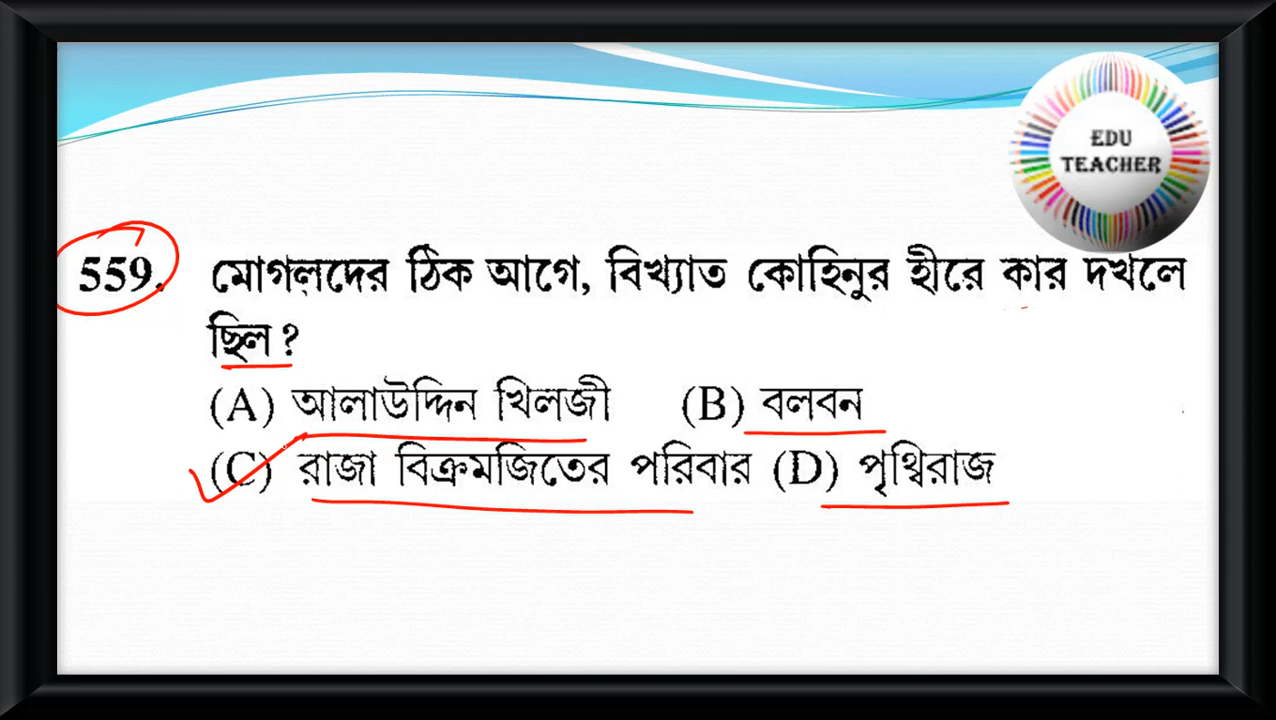 EDU
TEACHER
559. মোগলদের ঠিক আগে, বিখ্যাত কোহিনুর হীরে কার দখলে
ছিল ?
(A) আলাউদ্দিন খিলজী (B) বলবন
(C) রাজা বিক্রমজিতের পরিবার (D) পৃথ্বিরাজ